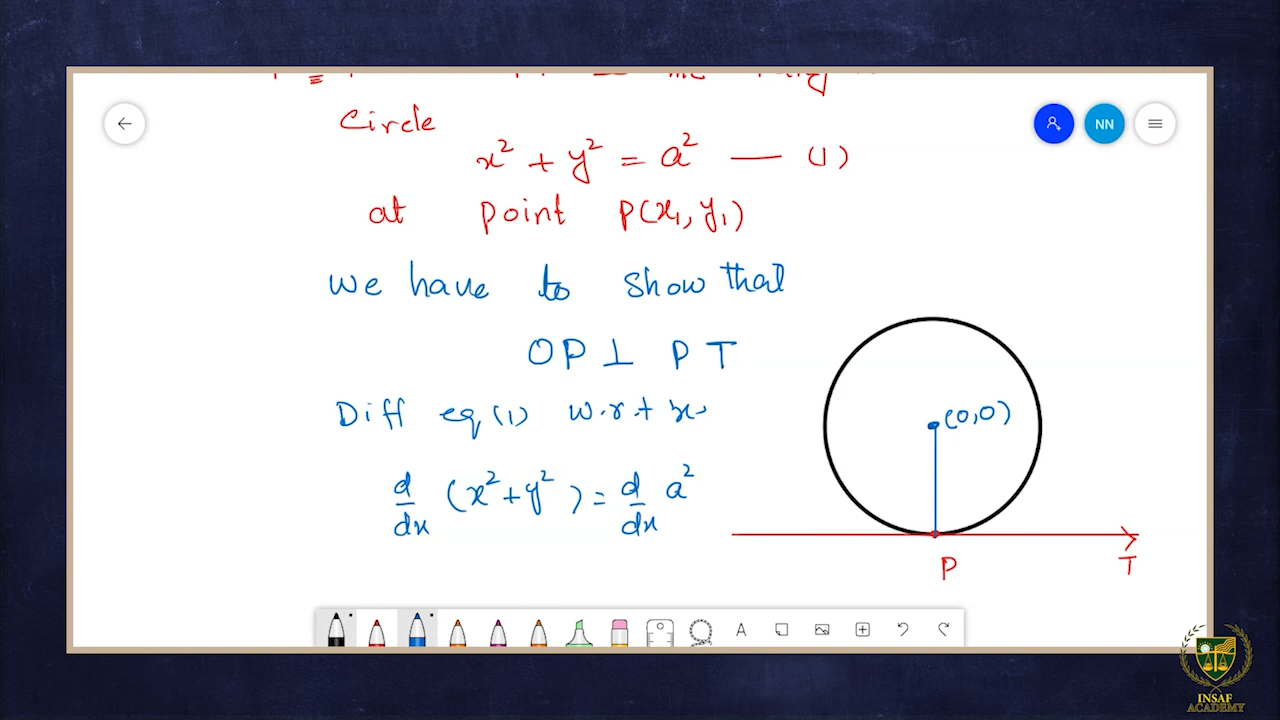 Circle
x² + y² = a² — (1)
at point P(x₁, y₁)
We have to show that
OP ⊥ PT
Diff eq (1) w.r.t x.
d/dx (x² + y²) = d/dx a²
(0,0)
P
T
NN
A
INSAF
ACADEMY